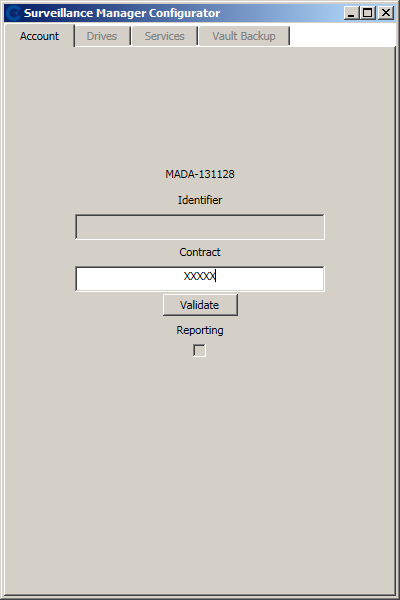 Surveillance Manager Configurator
Account Drives Services Vault Backup
MADA-131128
Identifier
Contract
XXXXX
Validate
Reporting